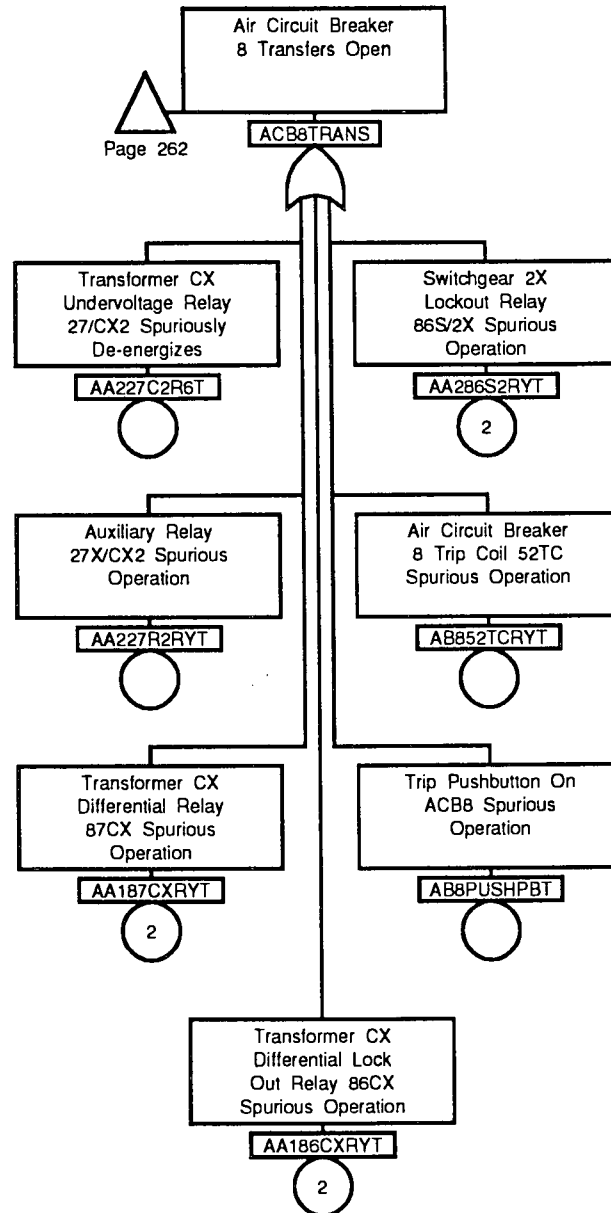 Air Circuit Breaker
8 Transfers Open
Page 262
ACB8TRANS
Transformer CX
Undervoltage Relay
27/CX2 Spuriously
De-energizes
AA227C2R6T
Switchgear 2X
Lockout Relay
86S/2X Spurious
Operation
AA286S2RYT
2
Auxiliary Relay
27X/CX2 Spurious
Operation
AA227R2RYT
Air Circuit Breaker
8 Trip Coil 52TC
Spurious Operation
AB852TCRYT
Transformer CX
Differential Relay
87CX Spurious
Operation
AA187CXRYT
2
Trip Pushbutton On
ACB8 Spurious
Operation
AB8PUSHPBT
Transformer CX
Differential Lock
Out Relay 86CX
Spurious Operation
AA186CXRYT
2